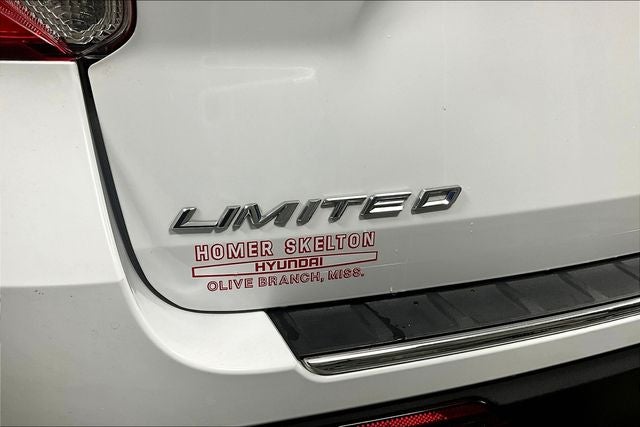 LIMITED
HOMER SKELTON
HYUNDAI
OLIVE BRANCH, MISS.